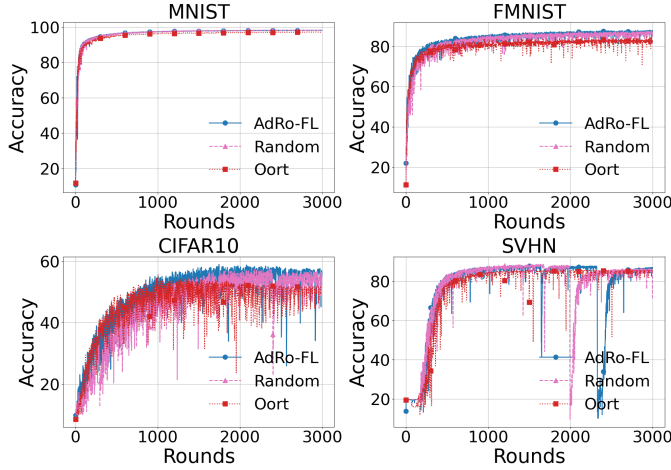 MNIST
Accuracy
100
80
60
40
20
0
1000
2000
3000
Rounds
AdRo-FL
Random
Oort
FMNIST
Accuracy
80
60
40
20
0
1000
2000
3000
Rounds
AdRo-FL
Random
Oort
CIFAR10
Accuracy
60
40
20
0
1000
2000
3000
Rounds
AdRo-FL
Random
Oort
SVHN
Accuracy
80
60
40
20
0
1000
2000
3000
Rounds
AdRo-FL
Random
Oort